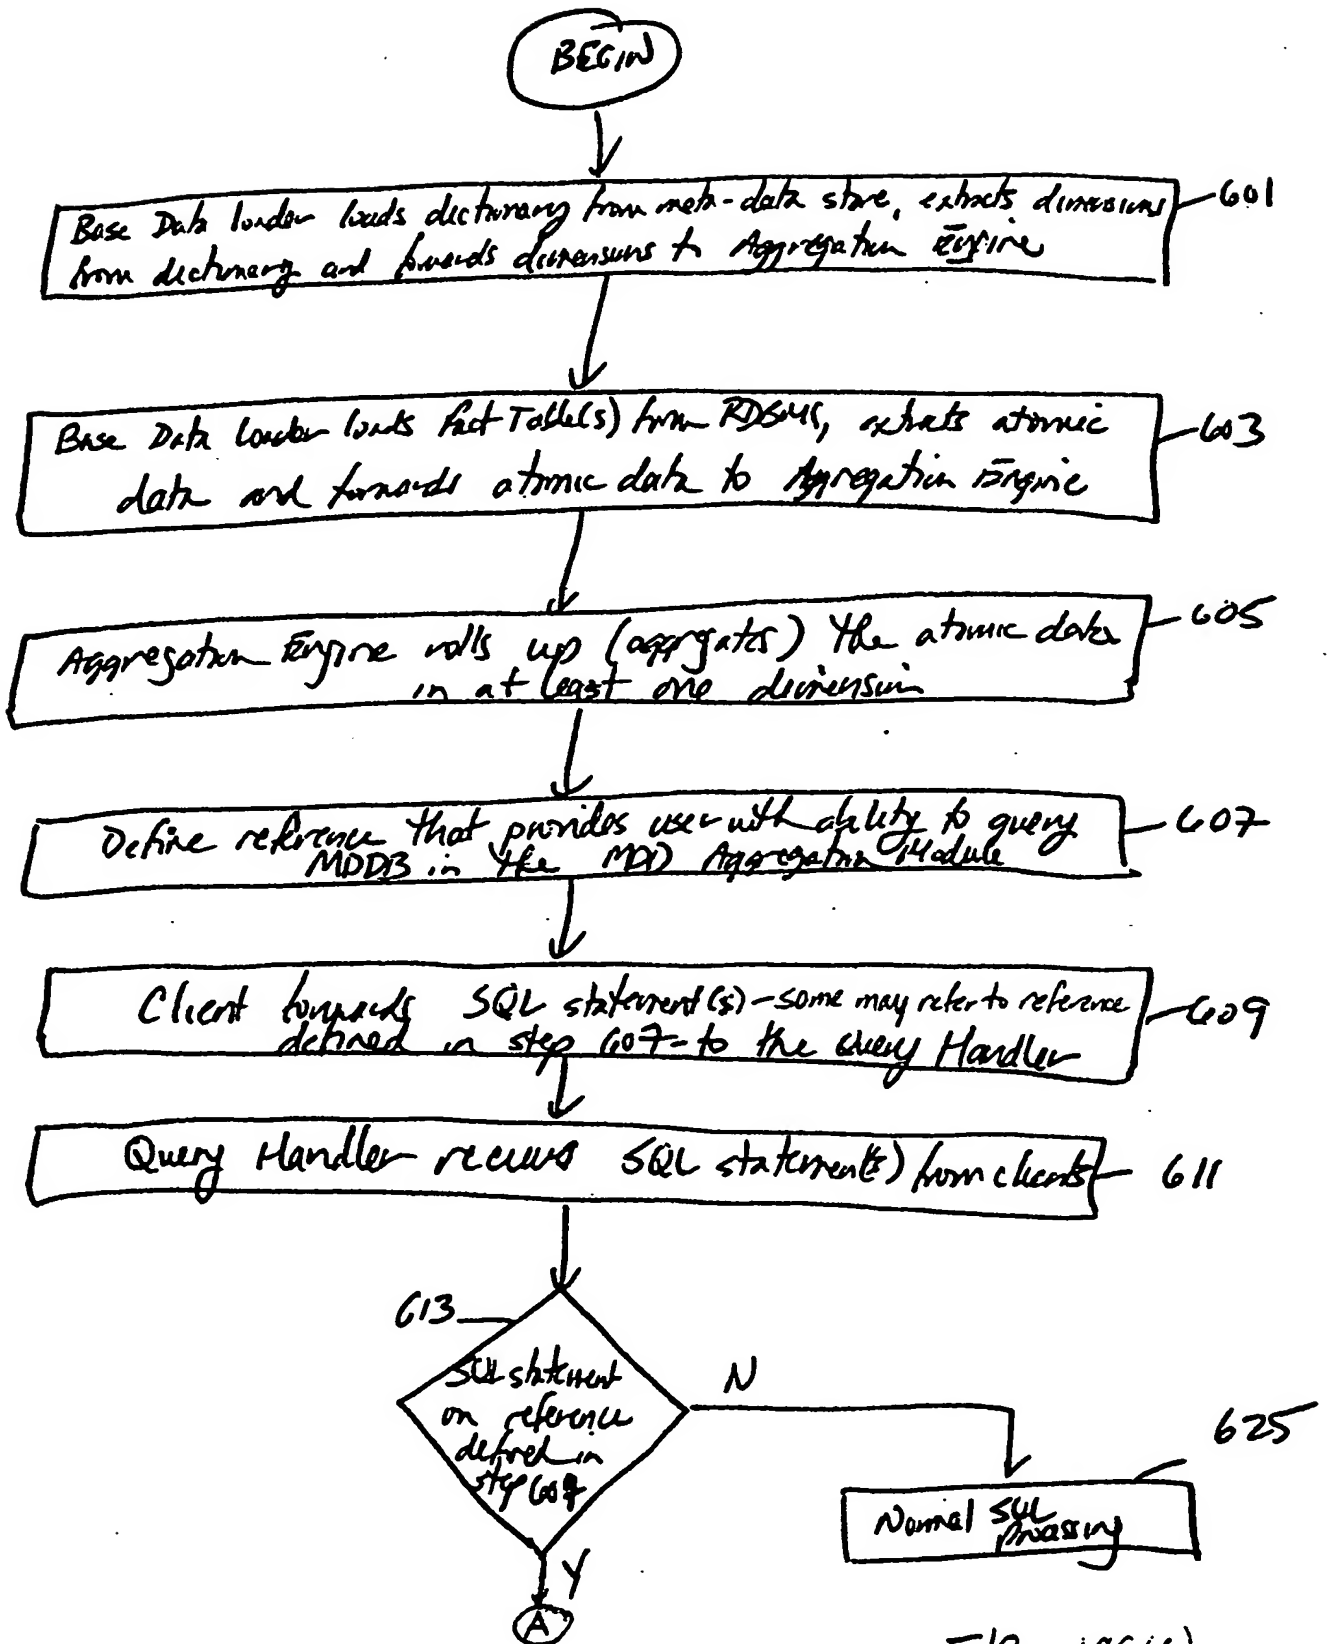 BEGIN
Base Data loader loads dictionary from meta-data store, extracts dimensions
from dictionary and forwards dimensions to Aggregation Engine
601
Base Data loader loads Fact Table(s) from RDBMS, extracts atomic
data and forwards atomic data to Aggregation Engine
603
Aggregation Engine rolls up (aggregates) the atomic data
in at least one dimension
605
Define reference that provides user with ability to query
MDDB in the MDD Aggregation Module
607
Client forwards SQL statement(s) - some may refer to reference
defined in step 607 - to the Query Handler
609
Query Handler receives SQL statement(s) from clients
611
613
SQL statement
on reference
defined in
step 607
N
625
Normal SQL
processing
Y
A